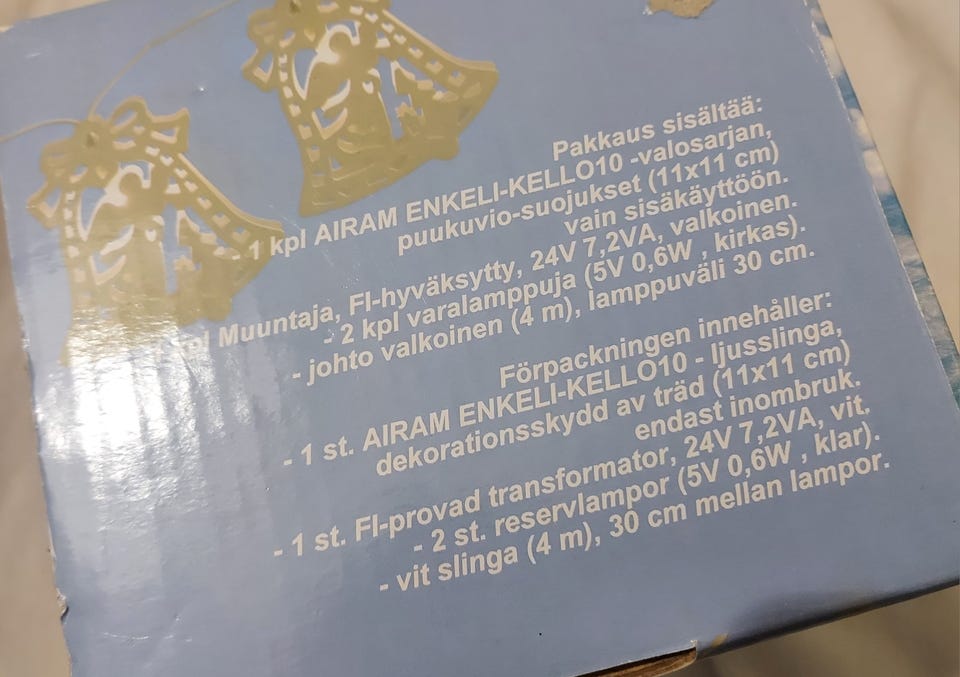 Pakkaus sisältää:
- 1 kpl AIRAM ENKELI-KELLO10 -valosarjan,
puukuvio-suojukset (11x11 cm)
vain sisäkäyttöön.
kpl Muuntaja, FI-hyväksytty, 24V 7,2VA, valkoinen.
- 2 kpl varalamppuja (5V 0,6W , kirkas).
- johto valkoinen (4 m), lamppuväli 30 cm.
Förpackningen innehåller:
- 1 st. AIRAM ENKELI-KELLO10 - ljusslinga,
dekorationsskydd av träd (11x11 cm)
endast inombruk.
- 1 st. FI-provad transformator, 24V 7,2VA, vit.
- 2 st. reservlampor (5V 0,6W , klar).
- vit slinga (4 m), 30 cm mellan lampor.